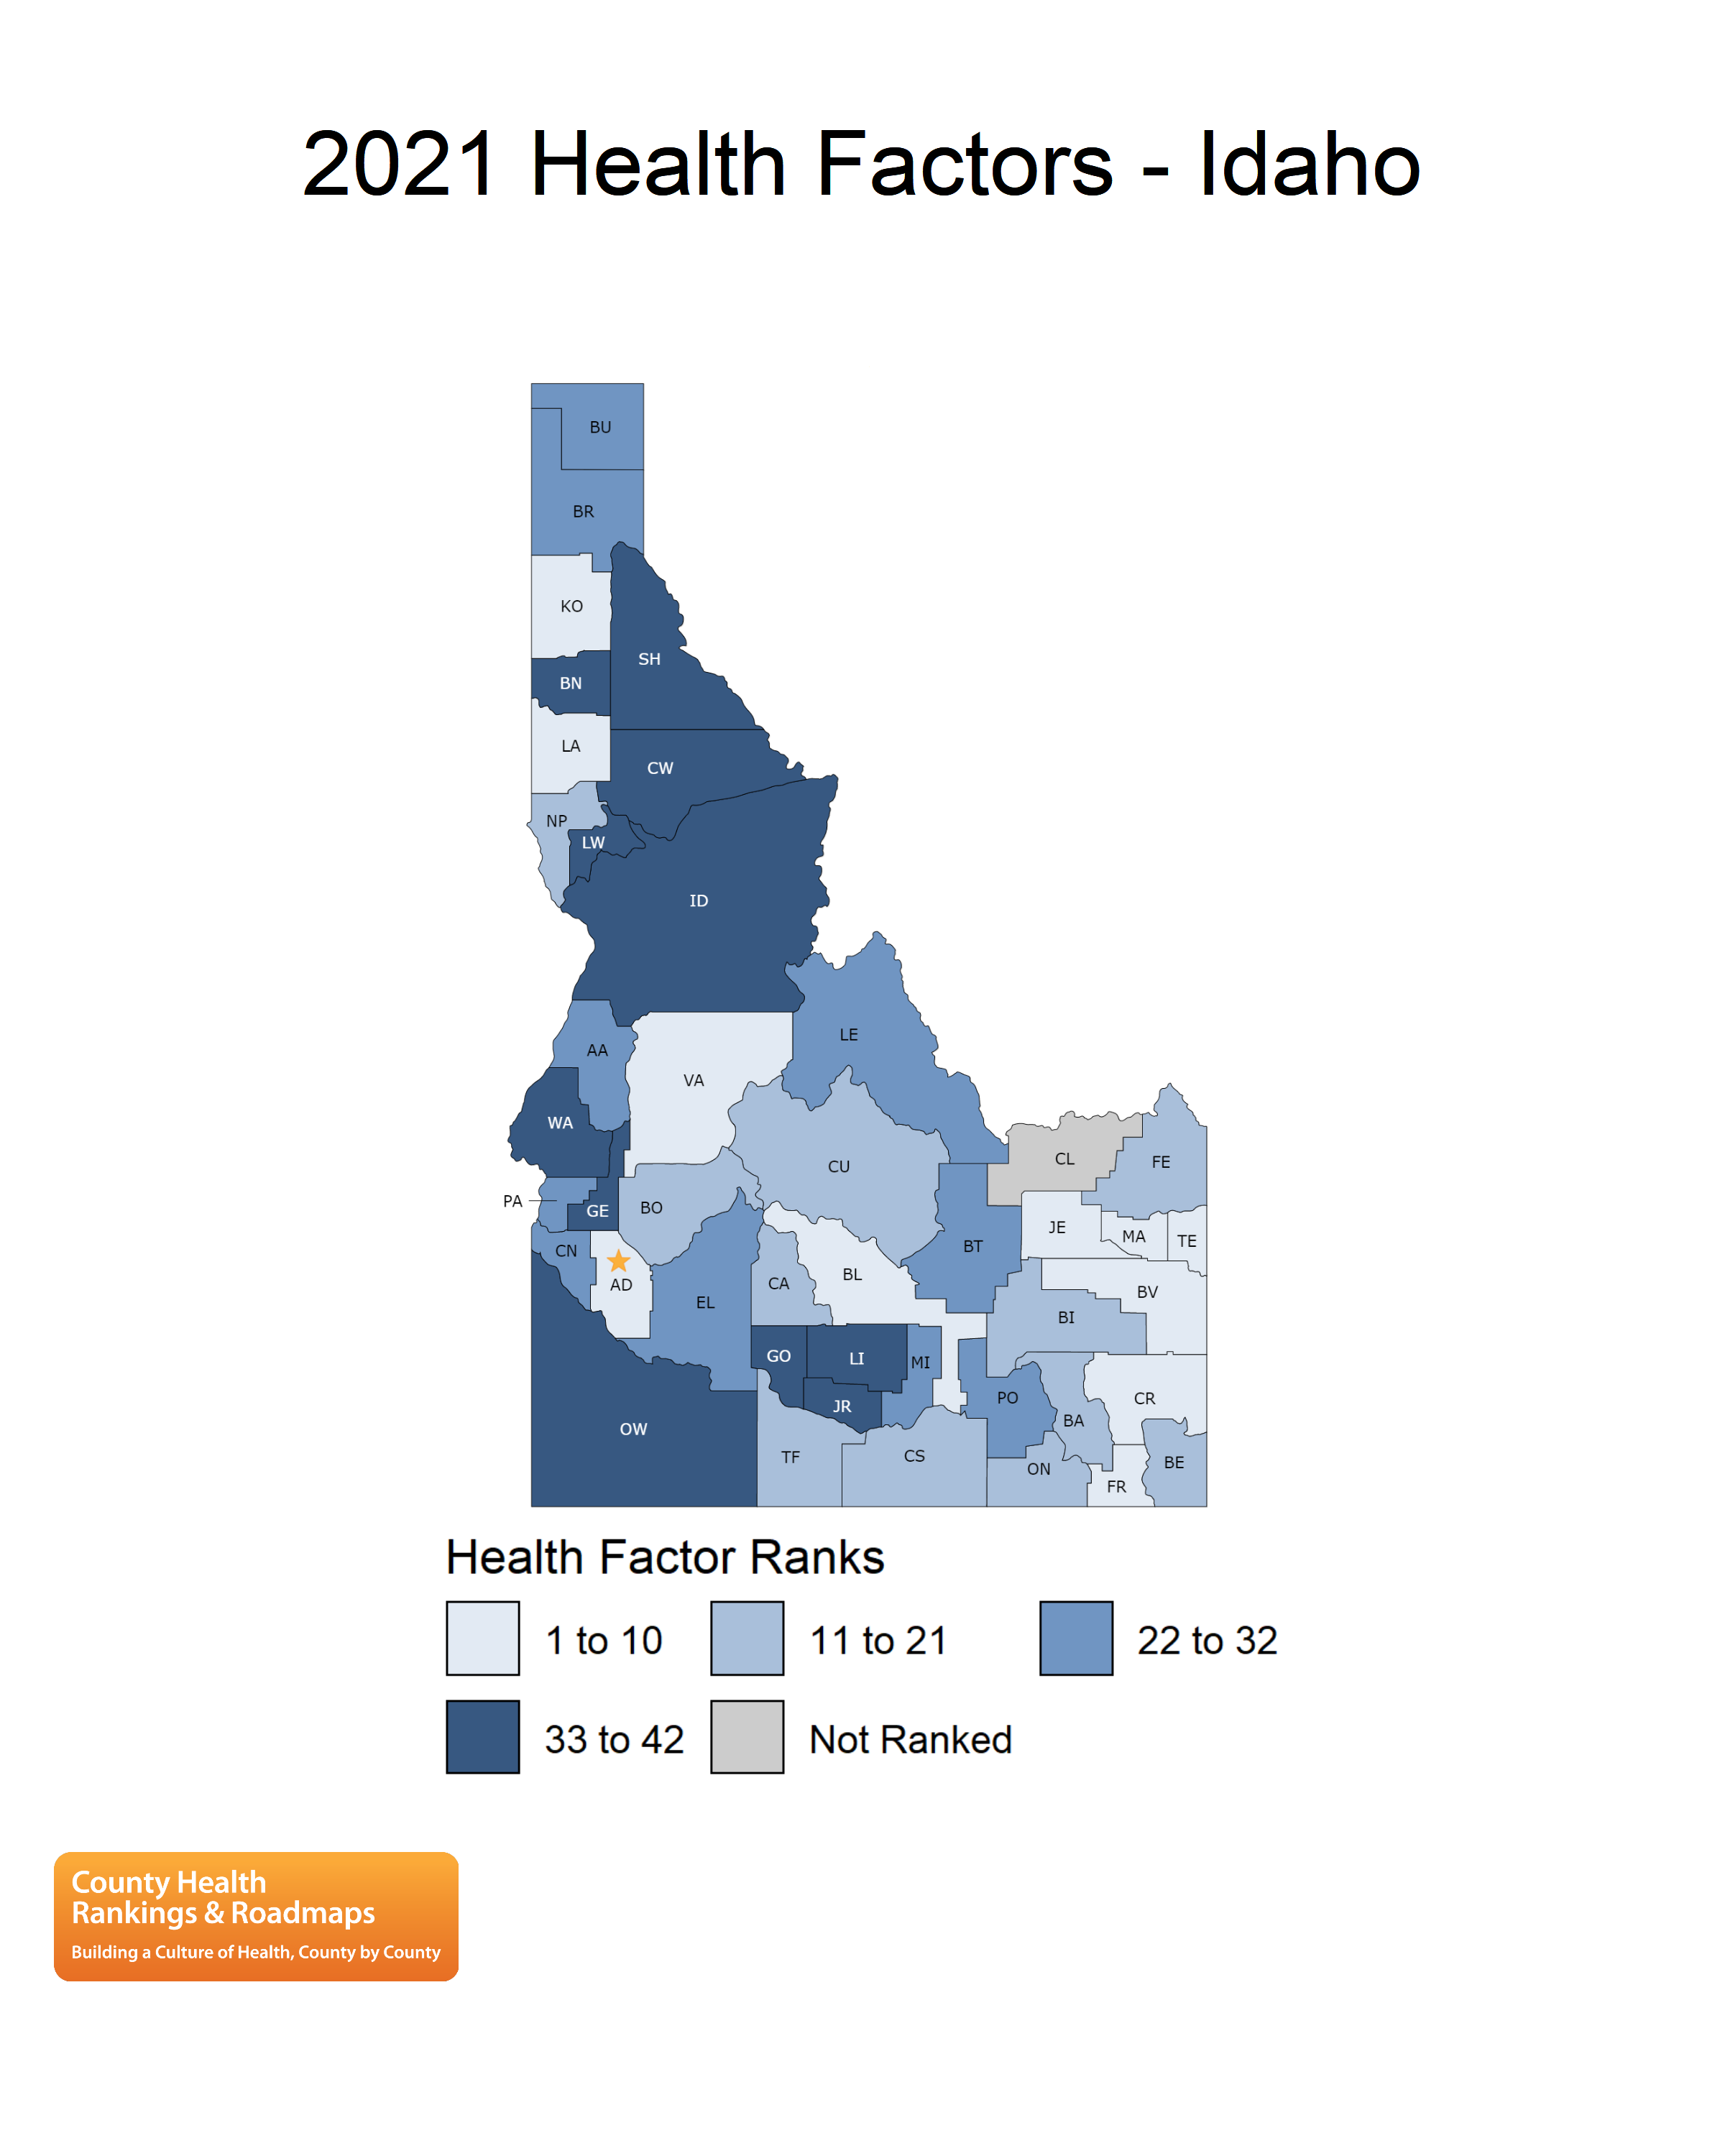 2021 Health Factors - Idaho
BU
BR
KO
SH
BN
LA
CW
NP
LW
ID
LE
AA
VA
WA
CU
CL
FE
PA
GE
BO
JE
MA
TE
CN
BT
AD
CA
BL
BV
EL
BI
GO
LI
MI
JR
PO
CR
BA
OW
TF
CS
ON
BE
FR
Health Factor Ranks
1 to 10
11 to 21
22 to 32
33 to 42
Not Ranked
County Health
Rankings & Roadmaps
Building a Culture of Health, County by County